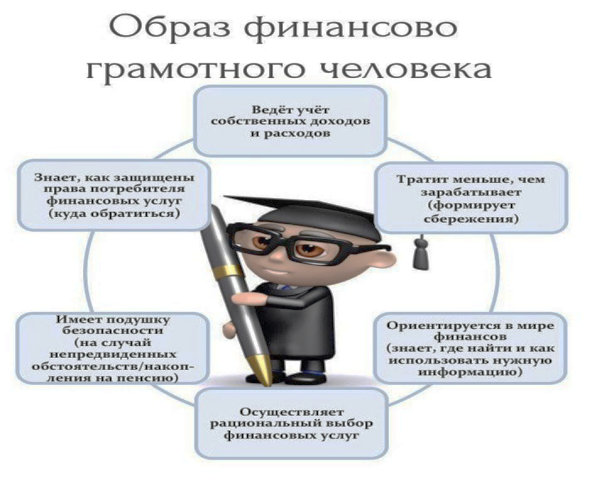 Образ финансово
грамотного человека
Ведёт учёт
собственных доходов
и расходов
Знает, как защищены
права потребителя
финансовых услуг
(куда обратиться)
Тратит меньше, чем
зарабатывает
(формирует
сбережения)
Имеет подушку
безопасности
(на случай
непредвиденных
обстоятельств/накоп-
ления на пенсию)
Ориентируется в мире
финансов
(знает, где найти и как
использовать нужную
информацию)
Осуществляет
рациональный выбор
финансовых услуг